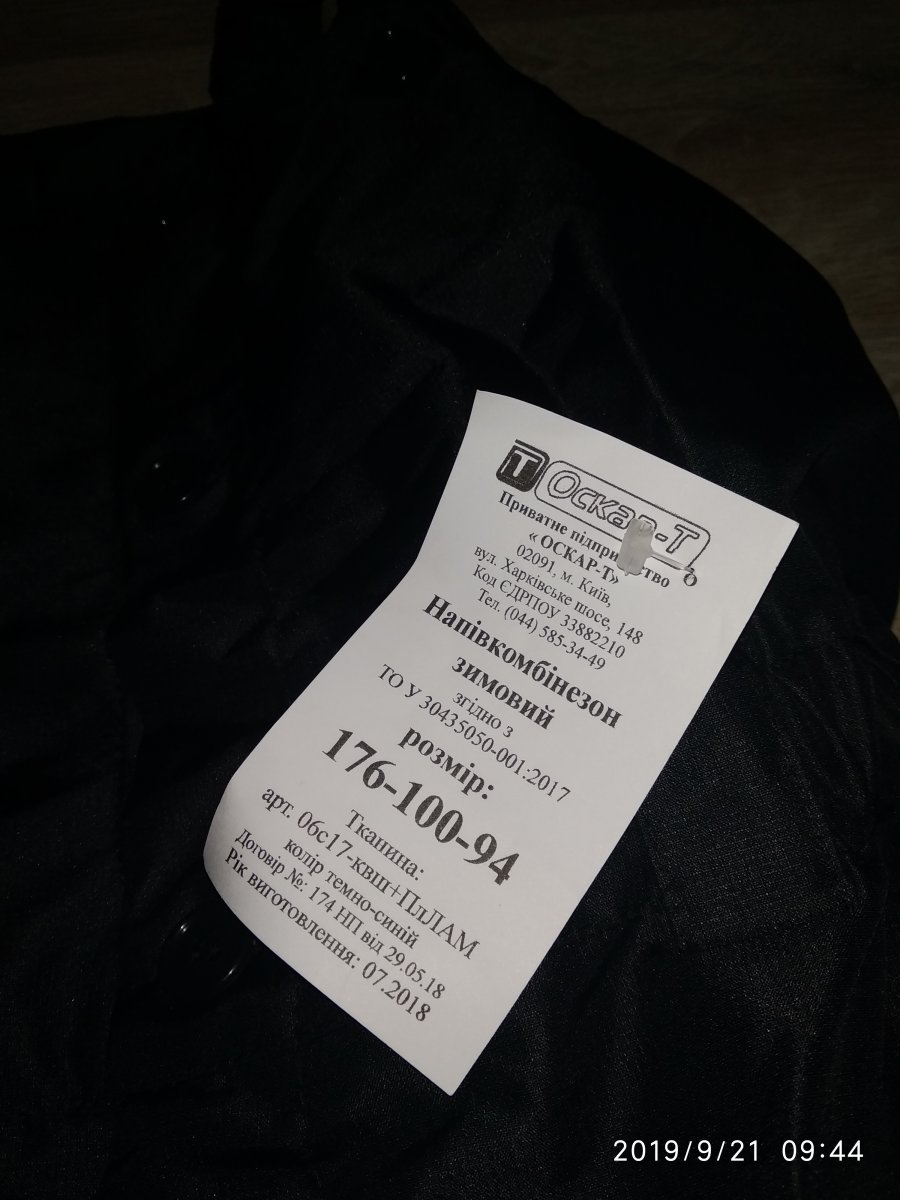 Т Оскар-Т
Приватне підприємство
« ОСКАР-Т»
02091, м. Київ,
вул. Харківське шосе, 148
Код ЄДРПОУ 33882210
Тел. (044) 585-34-49
Напівкомбінезон
зимовий
згідно з
ТО У 30435050-001:2017
розмір:
176-100-94
Тканина:
арт. 06с17-квш+ПлЛАМ
колір темно-синій
Договір №: 174 НП від 29.05.18
Рік виготовлення: 07.2018
2019/9/21 09:44